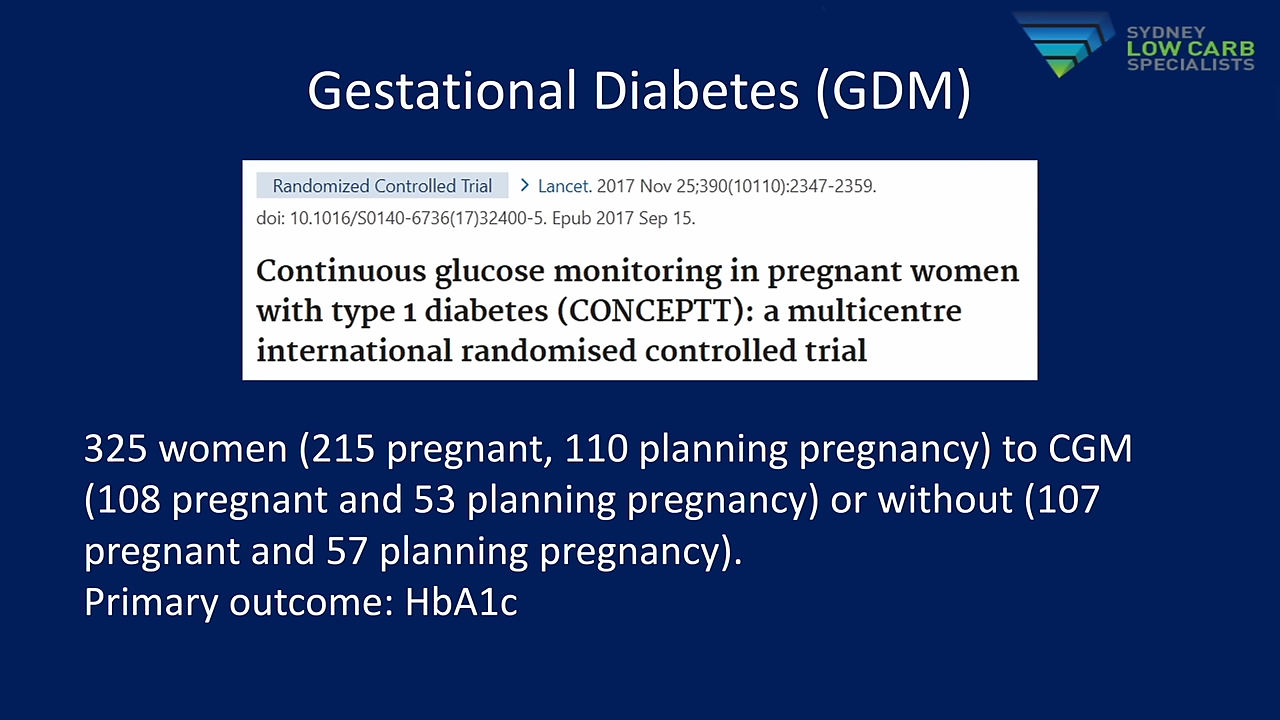 SYDNEY
LOW CARB
SPECIALISTS
Gestational Diabetes (GDM)
Randomized Controlled Trial > Lancet. 2017 Nov 25;390(10110):2347-2359.
doi: 10.1016/S0140-6736(17)32400-5. Epub 2017 Sep 15.
Continuous glucose monitoring in pregnant women
with type 1 diabetes (CONCEPTT): a multicentre
international randomised controlled trial
325 women (215 pregnant, 110 planning pregnancy) to CGM
(108 pregnant and 53 planning pregnancy) or without (107
pregnant and 57 planning pregnancy).
Primary outcome: HbA1c